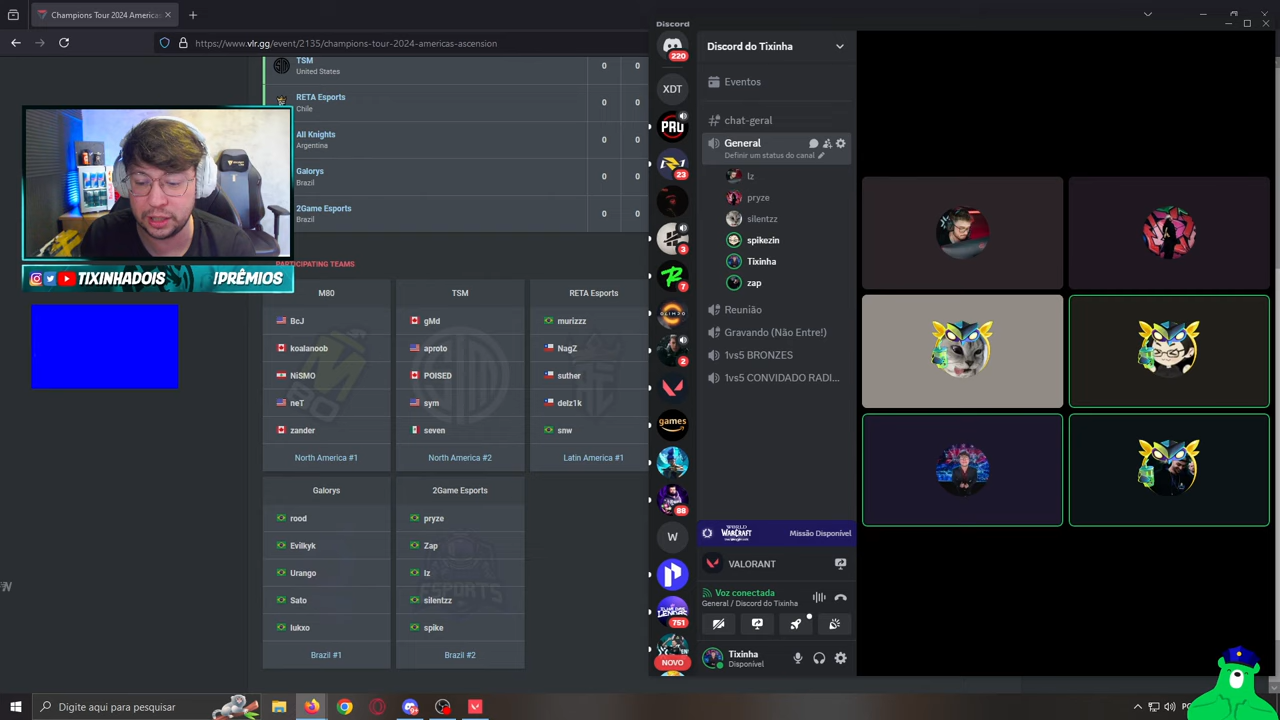 Champions Tour 2024 Americas
https://www.vlr.gg/event/2135/champions-tour-2024-americas-ascension
TSM
United States
0 0
RETA Esports
Chile
0 0
All Knights
Argentina
0 0
Galorys
Brazil
0 0
2Game Esports
Brazil
0 0
TIXINHADOIS
!PRÊMIOS
PARTICIPATING TEAMS
M80
BcJ
koalanoob
NiSMO
neT
zander
North America #1
TSM
gMd
aproto
POISED
sym
seven
North America #2
RETA Esports
murizzz
NagZ
suther
delz1k
snw
Latin America #1
Galorys
rood
Evilkyk
Urango
Sato
lukxo
Brazil #1
2Game Esports
pryze
Zap
lz
silentzz
spike
Brazil #2
Discord
220
XDT
PRU
23
3
7
OLIMPO
2
games
88
W
751
NOVO
Discord do Tixinha
Eventos
chat-geral
General
Definir um status do canal
lz
pryze
silentzz
spikezin
Tixinha
zap
Reunião
Gravando (Não Entre!)
1vs5 BRONZES
1vs5 CONVIDADO RADI...
WORLD WARCRAFT
Missão Disponível
VALORANT
Voz conectada
General / Discord do Tixinha
Tixinha
Disponível
Digite aqui para pesquisar